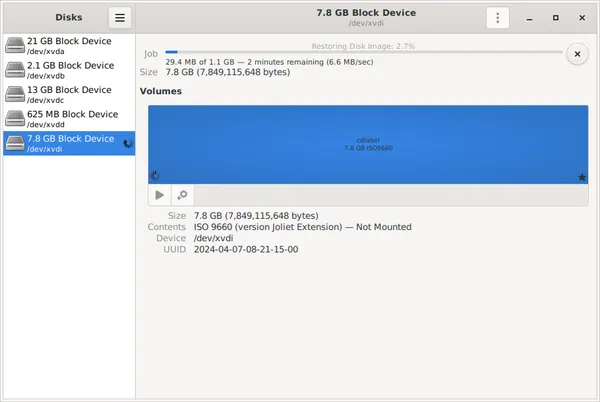 Disks
7.8 GB Block Device
/dev/xvdi
21 GB Block Device
/dev/xvda
2.1 GB Block Device
/dev/xvdb
13 GB Block Device
/dev/xvdc
625 MB Block Device
/dev/xvdd
7.8 GB Block Device
/dev/xvdi
Restoring Disk Image: 2.7%
Job
29.4 MB of 1.1 GB — 2 minutes remaining (6.6 MB/sec)
Size 7.8 GB (7,849,115,648 bytes)
Volumes
cdlabel
7.8 GB ISO9660
Size 7.8 GB (7,849,115,648 bytes)
Contents ISO 9660 (version Joliet Extension) — Not Mounted
Device /dev/xvdi
UUID 2024-04-07-08-21-15-00